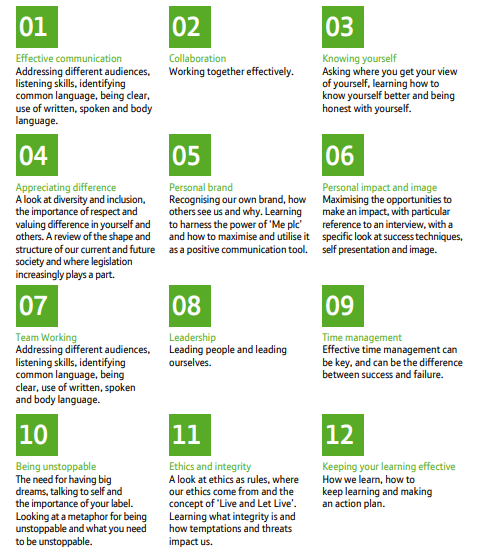 01
Effective communication
Addressing different audiences,
listening skills, identifying
common language, being clear,
use of written, spoken and body
language.
02
Collaboration
Working together effectively.
03
Knowing yourself
Asking where you get your view
of yourself, learning how to
know yourself better and being
honest with yourself.
04
Appreciating difference
A look at diversity and inclusion,
the importance of respect and
valuing difference in yourself and
others. A review of the shape and
structure of our current and future
society and where legislation
increasingly plays a part.
05
Personal brand
Recognising our own brand, how
others see us and why. Learning
to harness the power of ‘Me plc’
and how to maximise and utilise it
as a positive communication tool.
06
Personal impact and image
Maximising the opportunities to
make an impact, with particular
reference to an interview, with a
specific look at success techniques,
self presentation and image.
07
Team Working
Addressing different audiences,
listening skills, identifying
common language, being
clear, use of written, spoken
and body language.
08
Leadership
Leading people and leading
ourselves.
09
Time management
Effective time management can
be key, and can be the difference
between success and failure.
10
Being unstoppable
The need for having big
dreams, talking to self and
the importance of your label.
Looking at a metaphor for being
unstoppable and what you need
to be unstoppable.
11
Ethics and integrity
A look at ethics as rules, where
our ethics come from and the
concept of ‘Live and Let Live’.
Learning what integrity is and
how temptations and threats
impact us.
12
Keeping your learning effective
How we learn, how to
keep learning and making
an action plan.